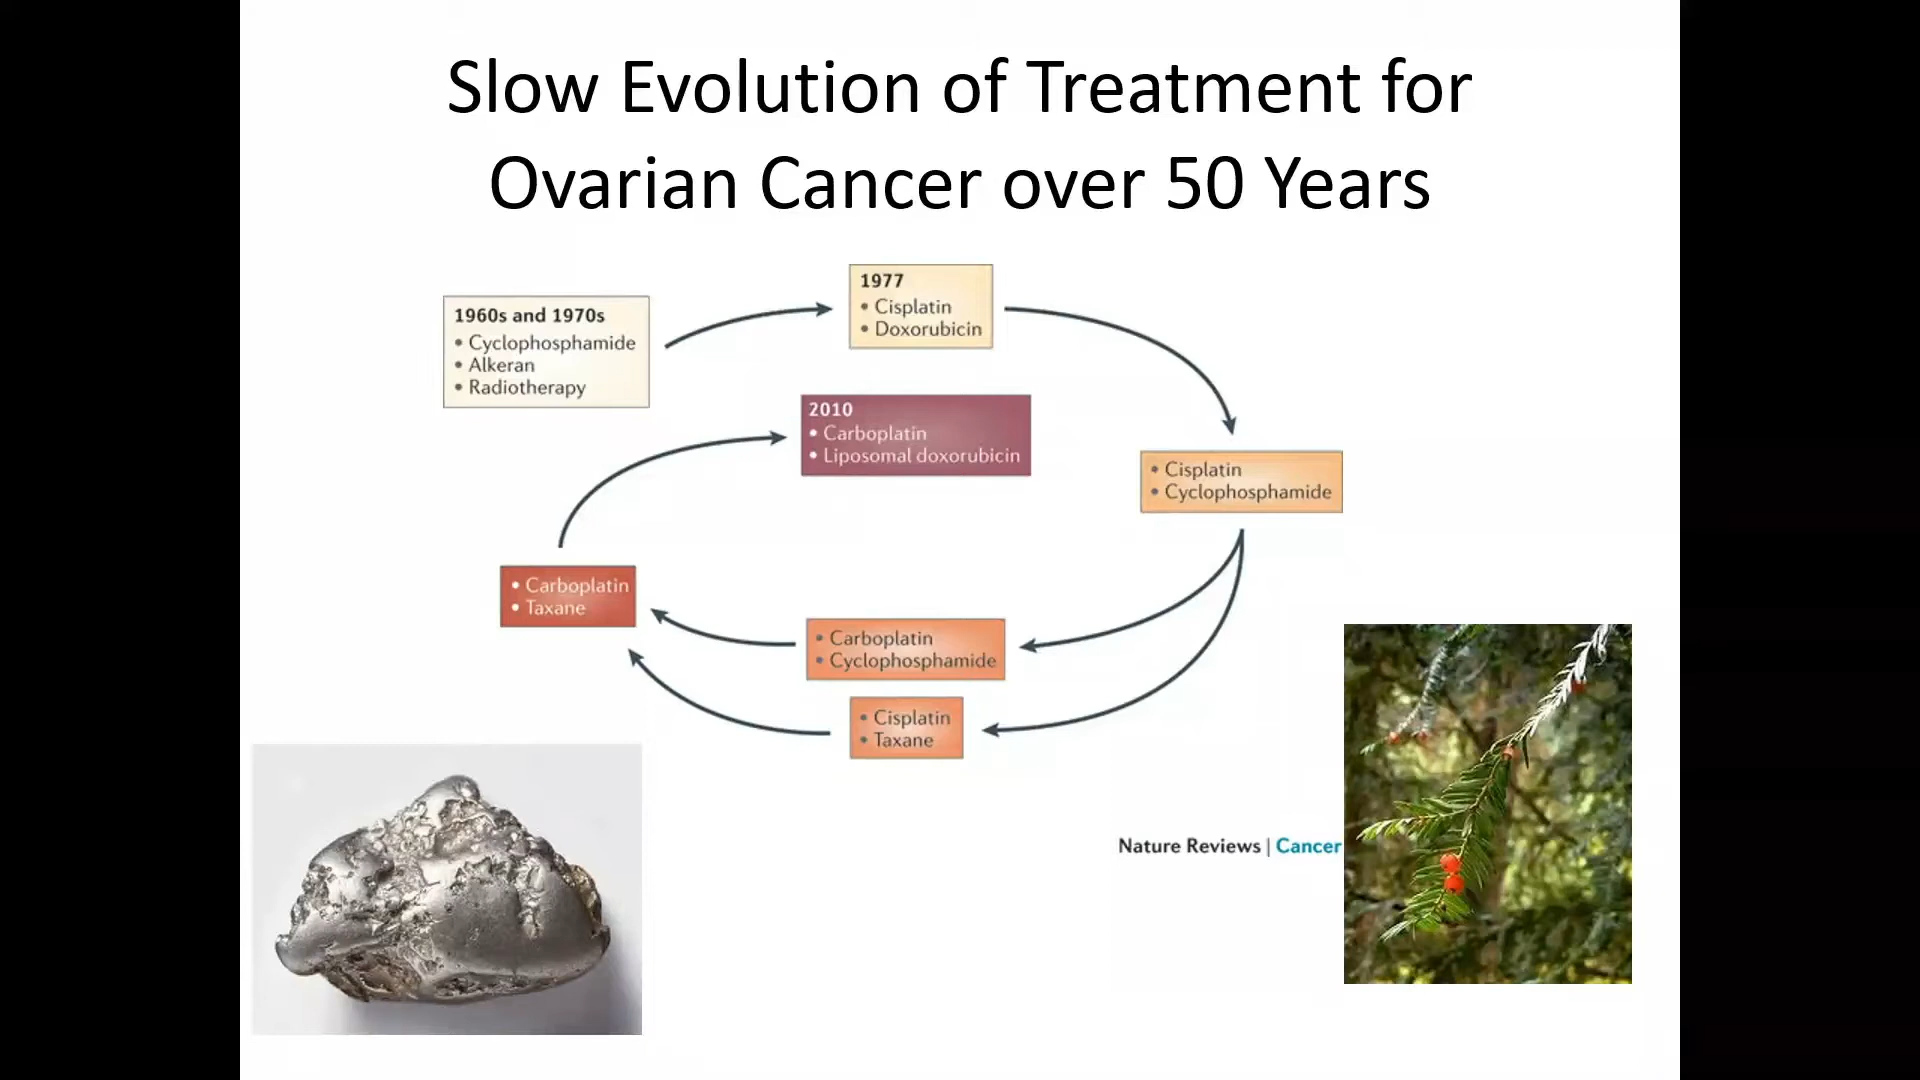 Slow Evolution of Treatment for
Ovarian Cancer over 50 Years
1960s and 1970s
• Cyclophosphamide
• Alkeran
• Radiotherapy
1977
• Cisplatin
• Doxorubicin
• Cisplatin
• Cyclophosphamide
• Carboplatin
• Cyclophosphamide
• Cisplatin
• Taxane
• Carboplatin
• Taxane
2010
• Carboplatin
• Liposomal doxorubicin
Nature Reviews | Cancer